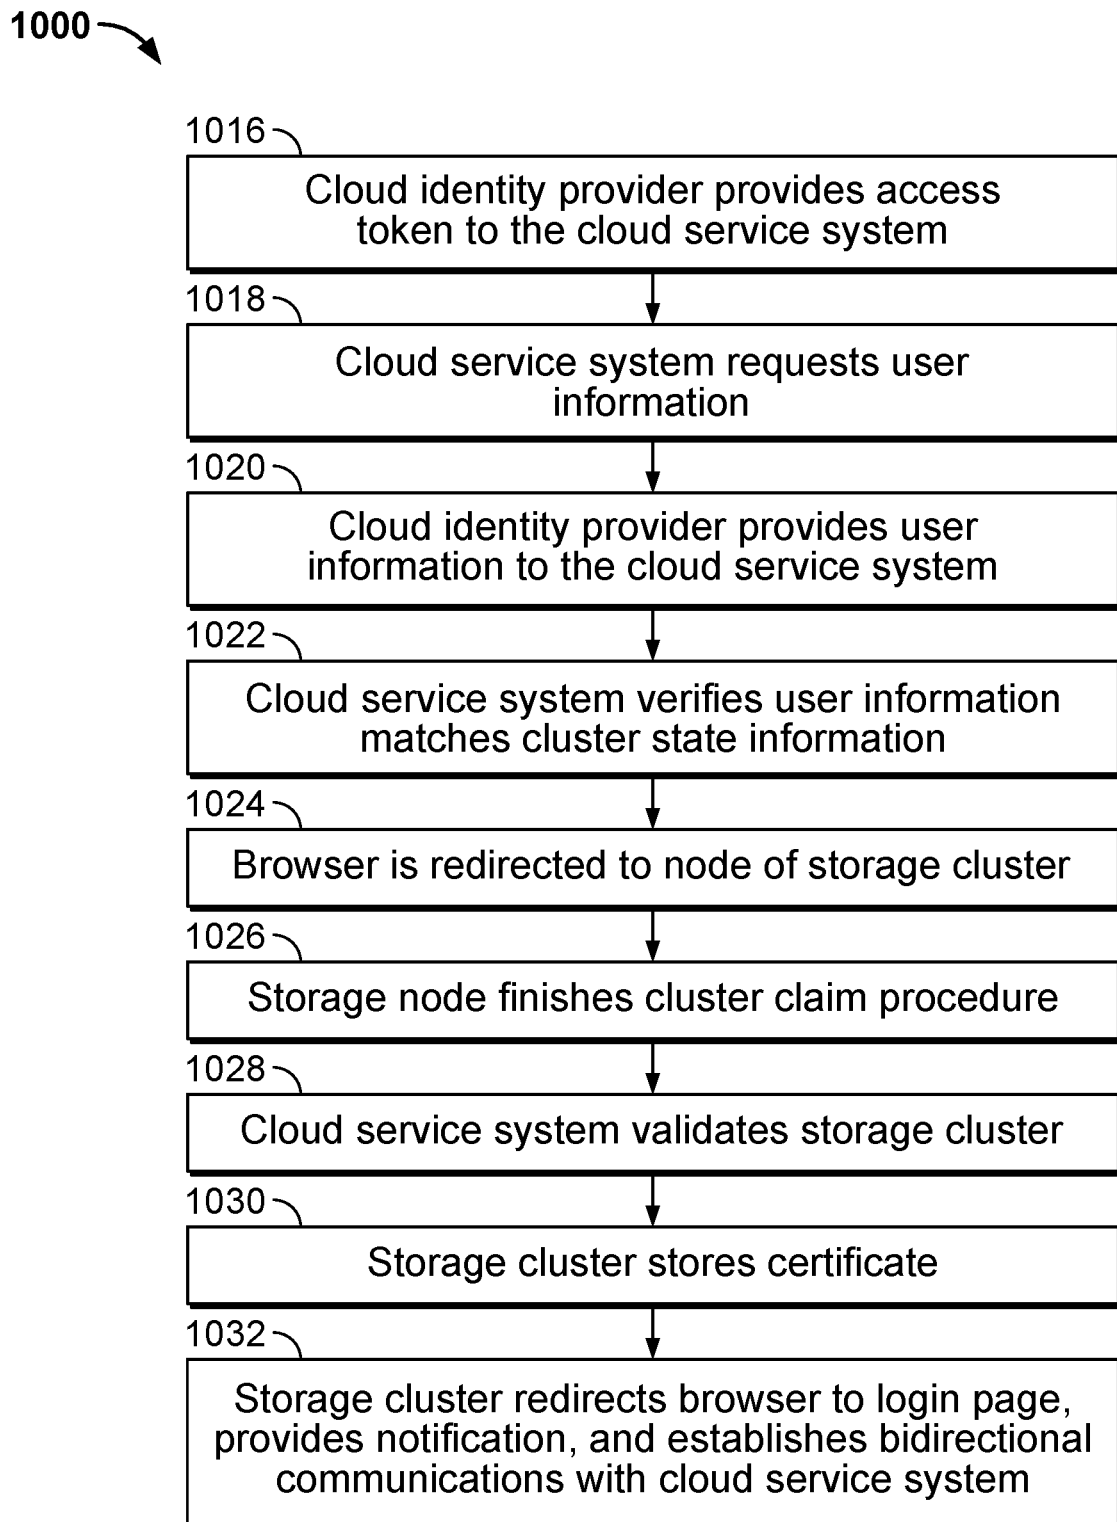 1000
1016
Cloud identity provider provides access
token to the cloud service system
1018
Cloud service system requests user
information
1020
Cloud identity provider provides user
information to the cloud service system
1022
Cloud service system verifies user information
matches cluster state information
1024
Browser is redirected to node of storage cluster
1026
Storage node finishes cluster claim procedure
1028
Cloud service system validates storage cluster
1030
Storage cluster stores certificate
1032
Storage cluster redirects browser to login page,
provides notification, and establishes bidirectional
communications with cloud service system